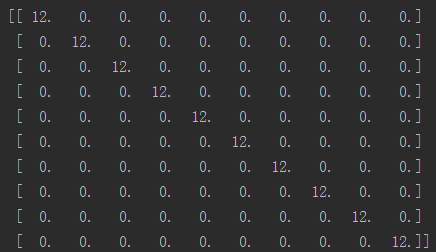 [[ 12. 0. 0. 0. 0. 0. 0. 0. 0. 0.]
[ 0. 12. 0. 0. 0. 0. 0. 0. 0. 0.]
[ 0. 0. 12. 0. 0. 0. 0. 0. 0. 0.]
[ 0. 0. 0. 12. 0. 0. 0. 0. 0. 0.]
[ 0. 0. 0. 0. 12. 0. 0. 0. 0. 0.]
[ 0. 0. 0. 0. 0. 12. 0. 0. 0. 0.]
[ 0. 0. 0. 0. 0. 0. 12. 0. 0. 0.]
[ 0. 0. 0. 0. 0. 0. 0. 12. 0. 0.]
[ 0. 0. 0. 0. 0. 0. 0. 0. 12. 0.]
[ 0. 0. 0. 0. 0. 0. 0. 0. 0. 12.]]